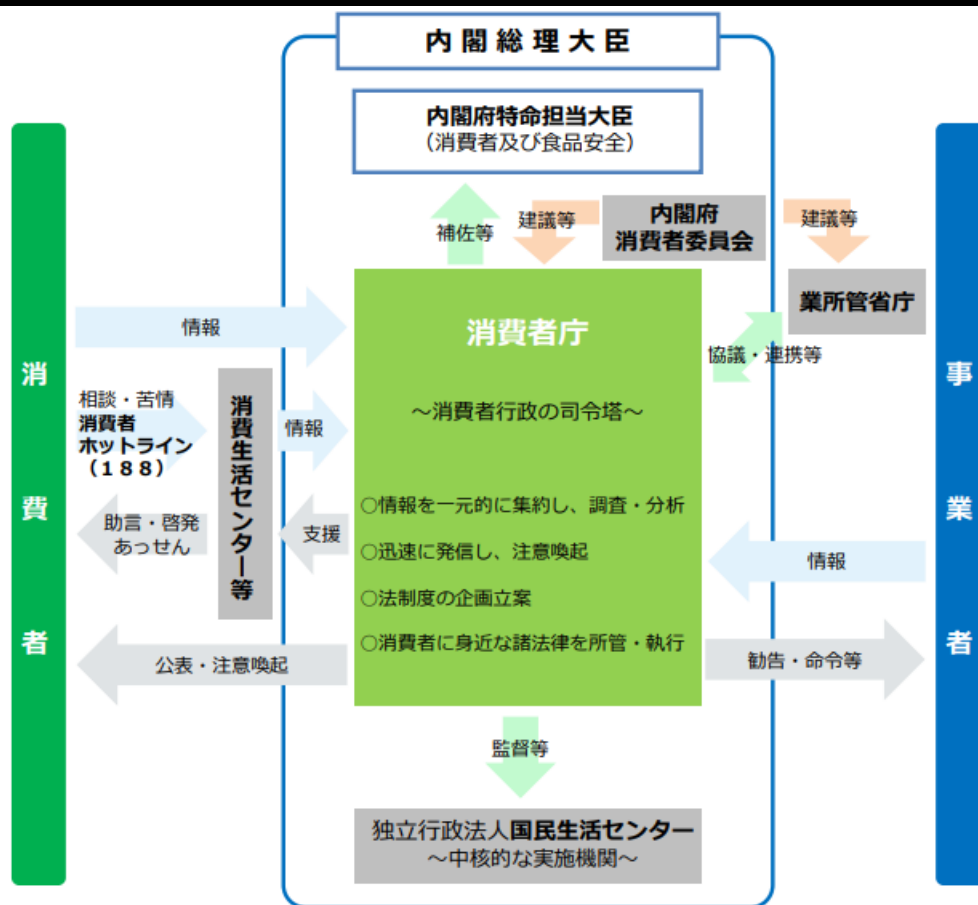 内閣総理大臣
内閣府特命担当大臣
（消費者及び食品安全）
補佐等
建議等
内閣府
消費者委員会
建議等
業所管省庁
協議・連携等
消費者
情報
相談・苦情
消費者
ホットライン
（１８８）
消費生活センター等
情報
助言・啓発
あっせん
支援
公表・注意喚起
消費者庁
～消費者行政の司令塔～
○情報を一元的に集約し、調査・分析
○迅速に発信し、注意喚起
○法制度の企画立案
○消費者に身近な諸法律を所管・執行
情報
勧告・命令等
事業者
監督等
独立行政法人国民生活センター
～中核的な実施機関～